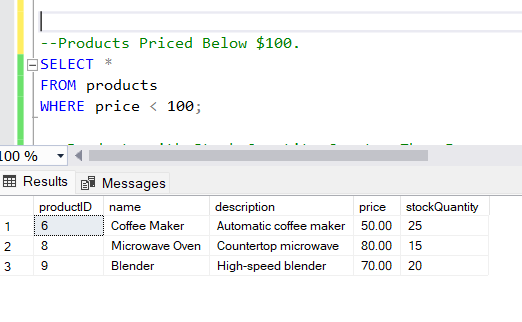 --Products Priced Below $100.
SELECT *
FROM products
WHERE price < 100;
100 %
Results Messages
productID name description price stockQuantity
1 6 Coffee Maker Automatic coffee maker 50.00 25
2 8 Microwave Oven Countertop microwave 80.00 15
3 9 Blender High-speed blender 70.00 20